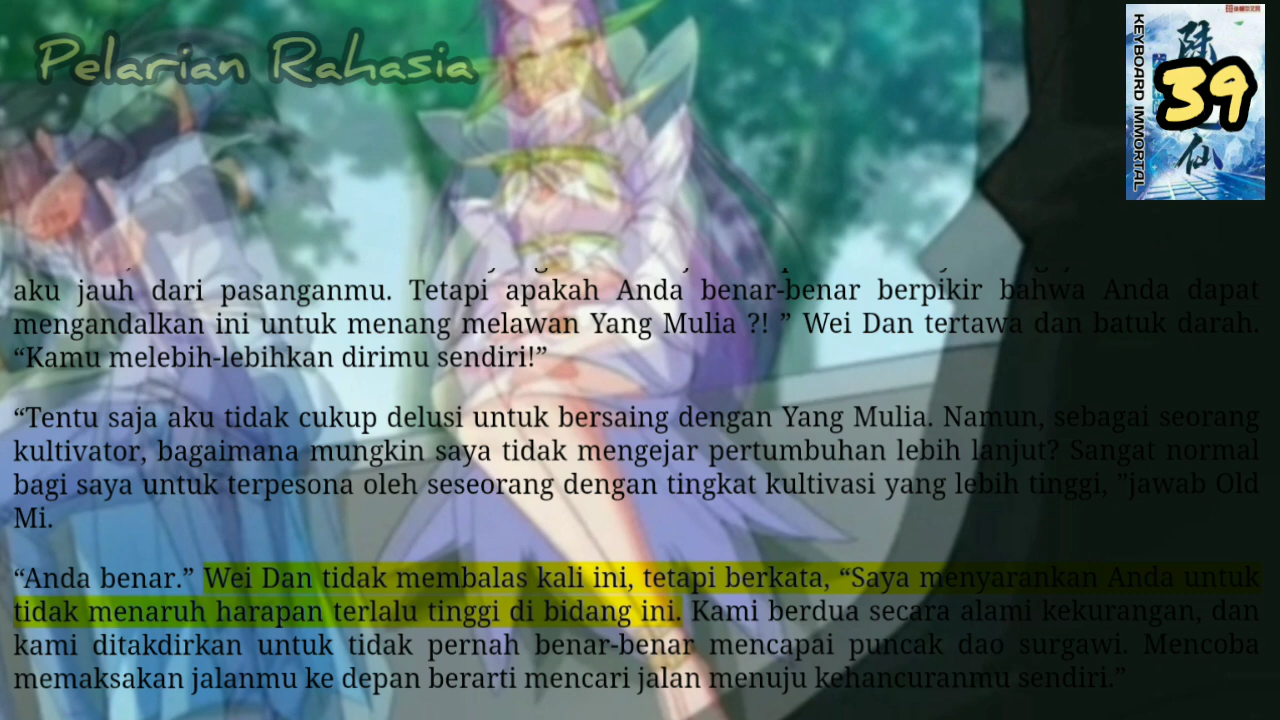 Pelarian Rahasia
39
KEYBOARD IMMORTAL
aku jauh dari pasanganmu. Tetapi apakah Anda benar-benar berpikir bahwa Anda dapat
mengandalkan ini untuk menang melawan Yang Mulia ?! ” Wei Dan tertawa dan batuk darah.
“Kamu melebih-lebihkan dirimu sendiri!”
“Tentu saja aku tidak cukup delusi untuk bersaing dengan Yang Mulia. Namun, sebagai seorang
kultivator, bagaimana mungkin saya tidak mengejar pertumbuhan lebih lanjut? Sangat normal
bagi saya untuk terpesona oleh seseorang dengan tingkat kultivasi yang lebih tinggi, ”jawab Old
Mi.
“Anda benar.” Wei Dan tidak membalas kali ini, tetapi berkata, “Saya menyarankan Anda untuk
tidak menaruh harapan terlalu tinggi di bidang ini. Kami berdua secara alami kekurangan, dan
kami ditakdirkan untuk tidak pernah benar-benar mencapai puncak dao surgawi. Mencoba
memaksakan jalanmu ke depan berarti mencari jalan menuju kehancuranmu sendiri.”